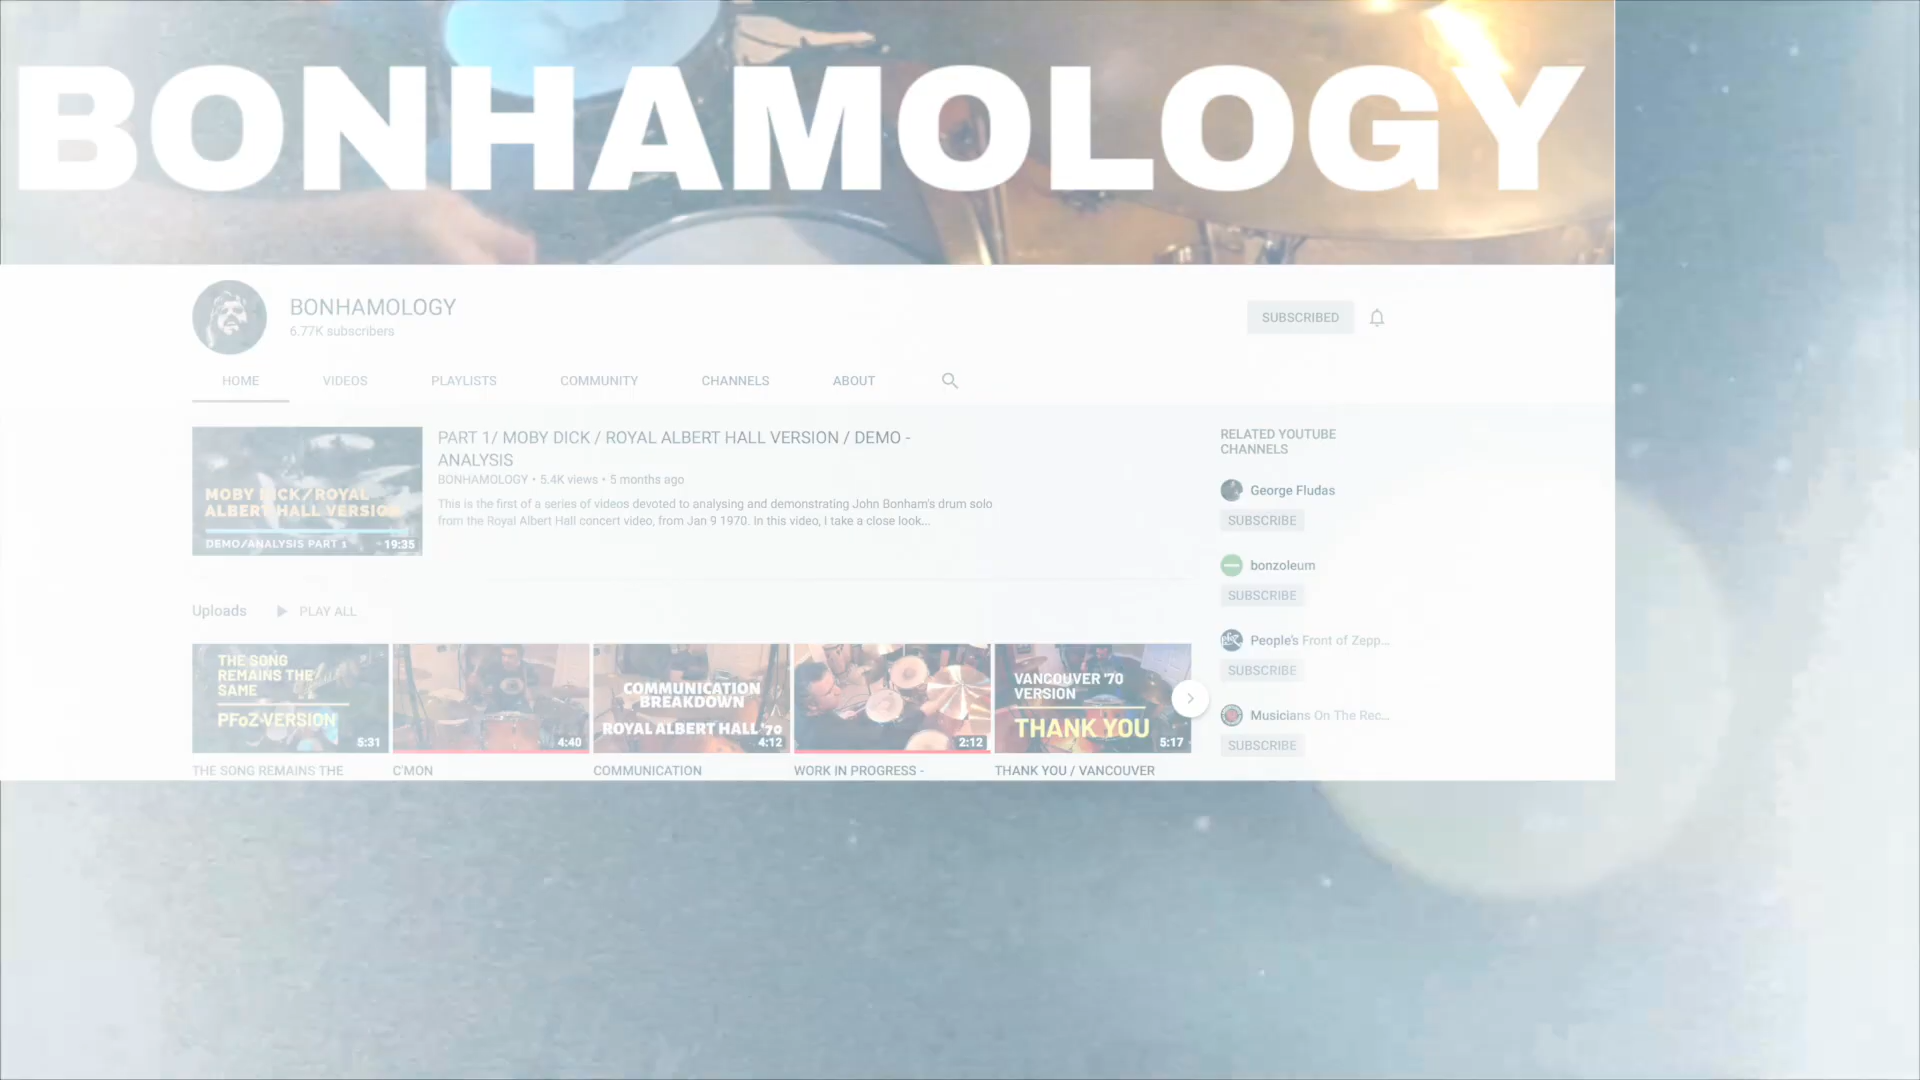 BONHAMOLOGY
BONHAMOLOGY
6.77K subscribers
SUBSCRIBED
HOME VIDEOS PLAYLISTS COMMUNITY CHANNELS ABOUT
MOBY DICK/ROYAL
ALBERT HALL VERSION
DEMO/ANALYSIS PART 1
19:35
PART 1/ MOBY DICK / ROYAL ALBERT HALL VERSION / DEMO -
ANALYSIS
BONHAMOLOGY • 5.4K views • 5 months ago
This is the first of a series of videos devoted to analysing and demonstrating John Bonham's drum solo
from the Royal Albert Hall concert video, from Jan 9 1970. In this video, I take a close look...
RELATED YOUTUBE
CHANNELS
George Fludas
SUBSCRIBE
bonzoleum
SUBSCRIBE
People's Front of Zepp...
SUBSCRIBE
Musicians On The Rec...
SUBSCRIBE
Uploads PLAY ALL
THE SONG
REMAINS THE
SAME
PFoZ-VERSION
5:31
4:40
COMMUNICATION
BREAKDOWN
ROYAL ALBERT HALL '70
4:12
2:12
VANCOUVER '70
VERSION
THANK YOU
5:17
THE SONG REMAINS THE
C'MON
COMMUNICATION
WORK IN PROGRESS -
THANK YOU / VANCOUVER